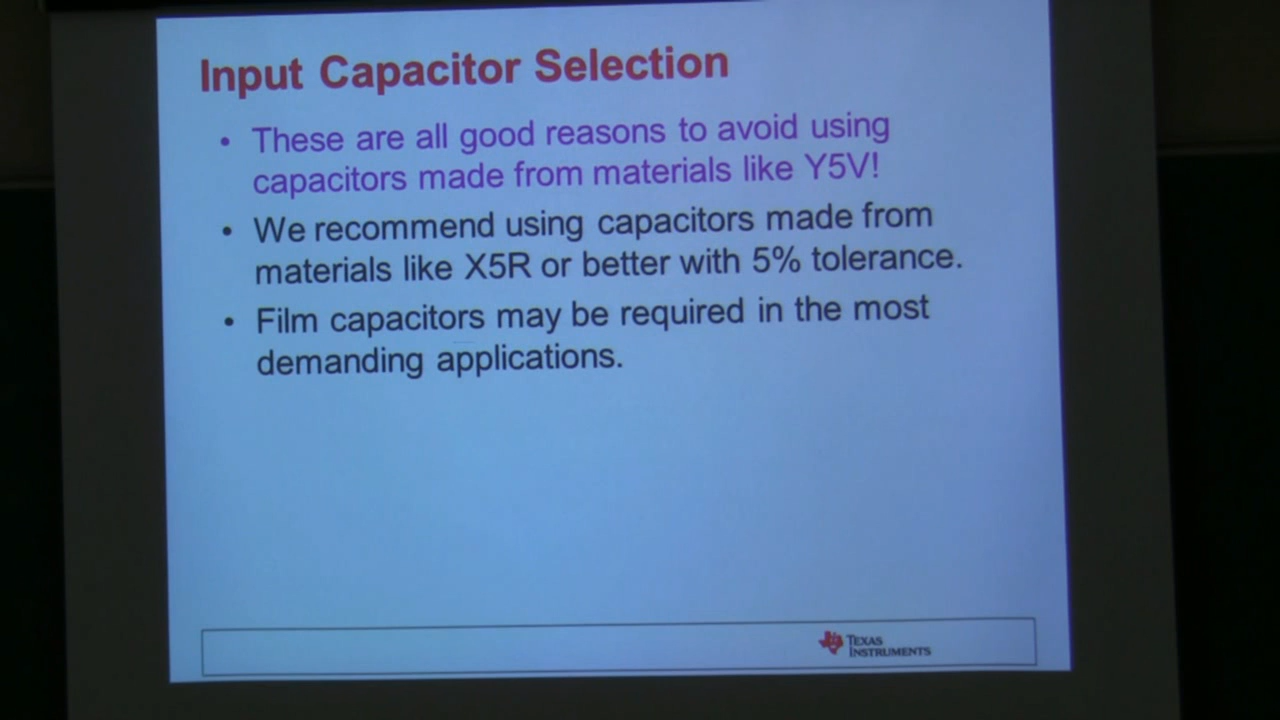 Input Capacitor Selection
• These are all good reasons to avoid using
capacitors made from materials like Y5V!
• We recommend using capacitors made from
materials like X5R or better with 5% tolerance.
• Film capacitors may be required in the most
demanding applications.
TEXAS
INSTRUMENTS